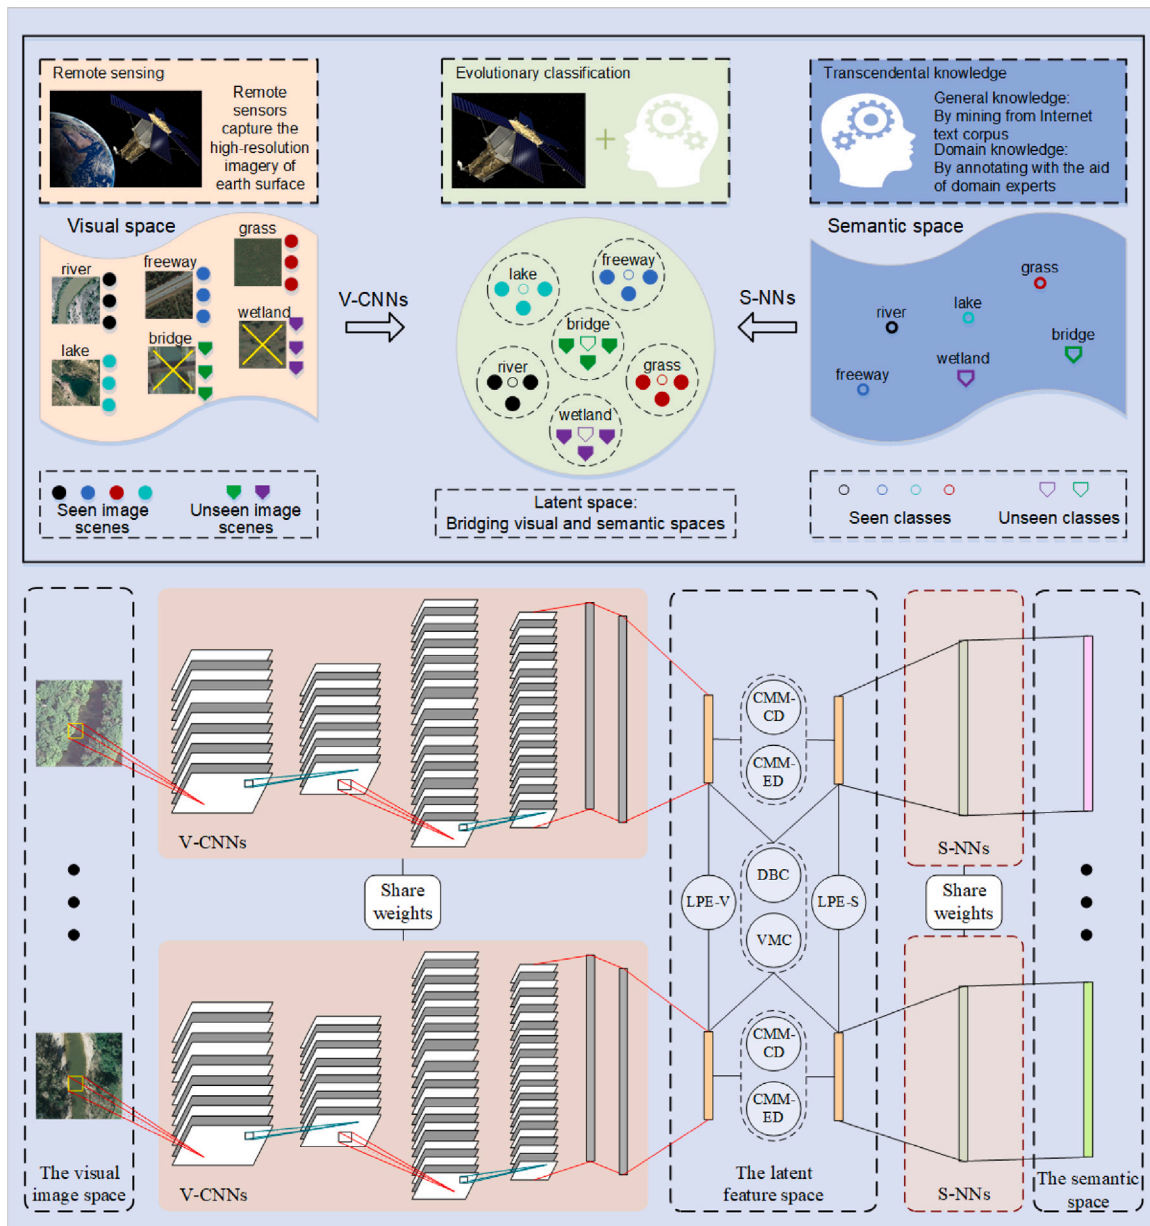 Remote sensing
Remote
sensors
capture the
high-resolution
imagery of
earth surface
Evolutionary classification
+
Transcendental knowledge
General knowledge:
By mining from Internet
text corpus
Domain knowledge:
By annotating with the aid
of domain experts
Visual space
river
freeway
grass
lake
bridge
wetland
V-CNNs
lake
freeway
bridge
river
grass
wetland
S-NNs
Semantic space
grass
river
lake
bridge
freeway
wetland
Seen image
scenes
Unseen image
scenes
Latent space:
Bridging visual and semantic spaces
Seen classes
Unseen classes
V-CNNs
CMM-
CD
CMM-
ED
S-NNs
Share
weights
LPE-V
DBC
VMC
LPE-S
Share
weights
V-CNNs
CMM-
CD
CMM-
ED
S-NNs
The visual
image space
The latent
feature space
The semantic
space